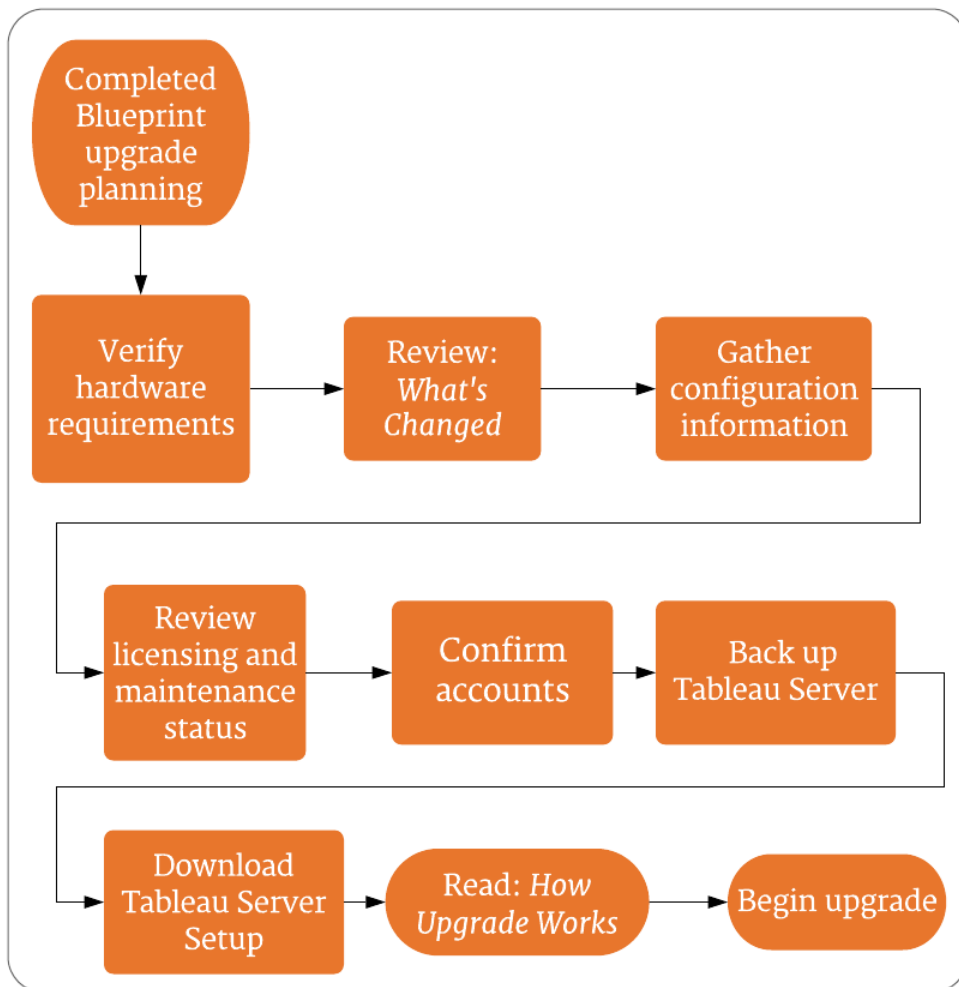 Completed
Blueprint
upgrade
planning
Verify
hardware
requirements
Review:
What's
Changed
Gather
configuration
information
Review
licensing and
maintenance
status
Confirm
accounts
Back up
Tableau Server
Download
Tableau Server
Setup
Read: How
Upgrade Works
Begin upgrade